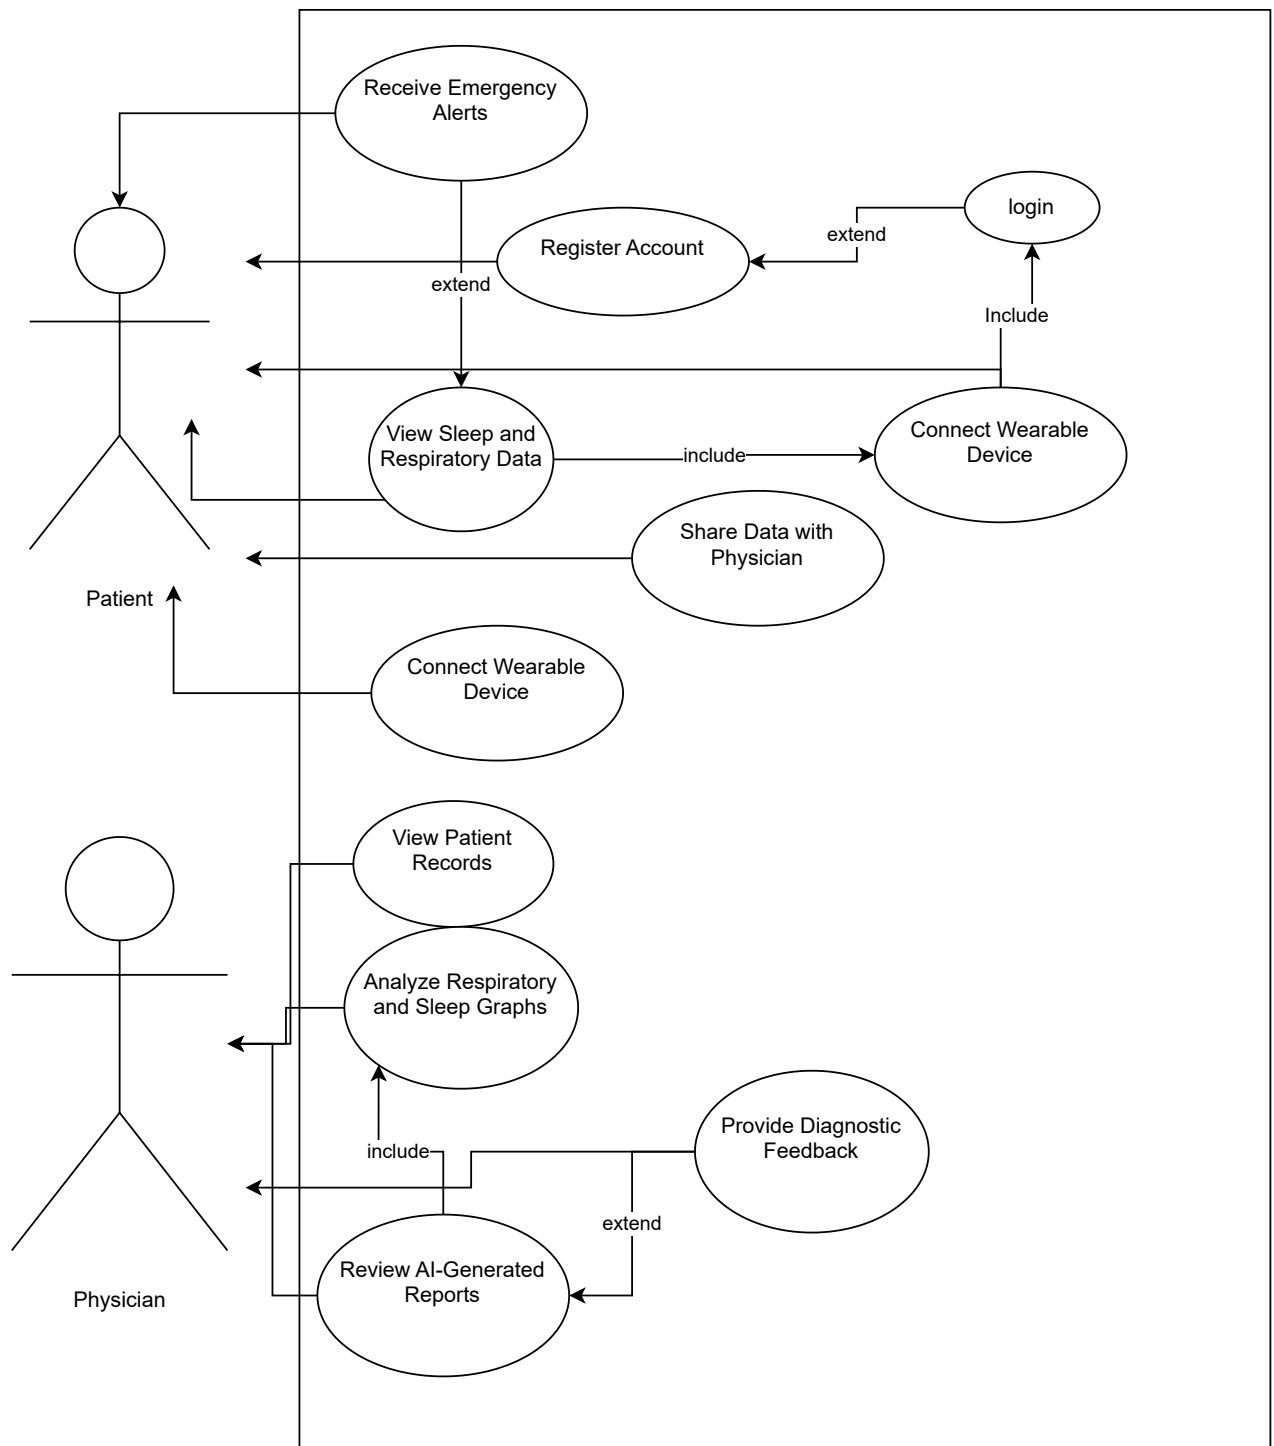 Receive Emergency
Alerts
login
extend
Register Account
extend
Include
View Sleep and
Respiratory Data
include
Connect Wearable
Device
Share Data with
Physician
Patient
Connect Wearable
Device
View Patient
Records
Analyze Respiratory
and Sleep Graphs
Provide Diagnostic
Feedback
include
extend
Review AI-Generated
Reports
Physician